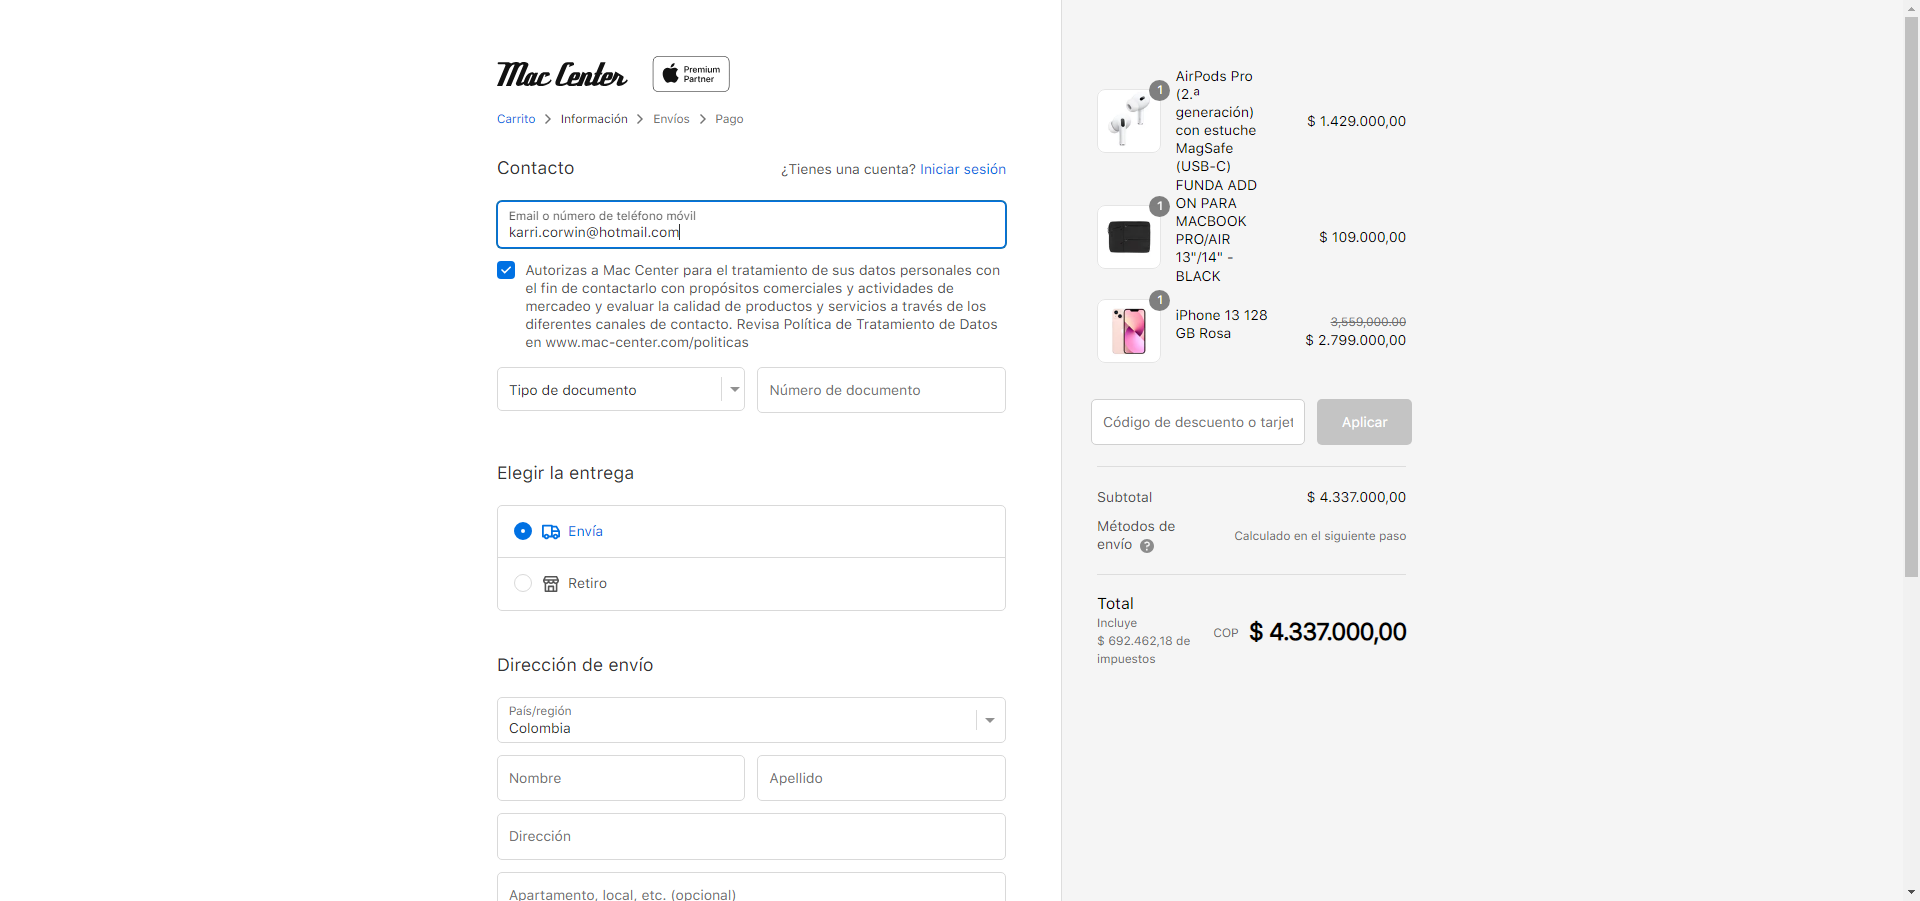 Mac Center
Premium
Partner
Carrito > Información > Envíos > Pago
Contacto
¿Tienes una cuenta? Iniciar sesión
Email o número de teléfono móvil
karri.corwin@hotmail.com
Autorizas a Mac Center para el tratamiento de sus datos personales con
el fin de contactarlo con propósitos comerciales y actividades de
mercadeo y evaluar la calidad de productos y servicios a través de los
diferentes canales de contacto. Revisa Política de Tratamiento de Datos
en www.mac-center.com/politicas
Tipo de documento
Número de documento
Elegir la entrega
Envía
Retiro
Dirección de envío
País/región
Colombia
Nombre
Apellido
Dirección
Apartamento, local, etc. (opcional)
1
AirPods Pro
(2.ª
generación)
con estuche
MagSafe
(USB-C)
$ 1.429.000,00
1
FUNDA ADD
ON PARA
MACBOOK
PRO/AIR
13"/14" -
BLACK
$ 109.000,00
1
iPhone 13 128
GB Rosa
3,559,000.00
$ 2.799.000,00
Código de descuento o tarjet
Aplicar
Subtotal
$ 4.337.000,00
Métodos de
envío ?
Calculado en el siguiente paso
Total
Incluye
$ 692.462,18 de
impuestos
COP $ 4.337.000,00